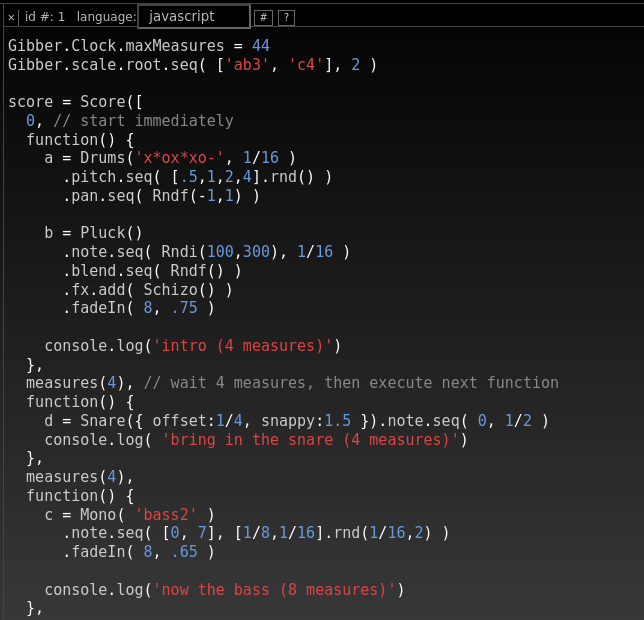 × id #: 1 language: javascript # ?
Gibber.Clock.maxMeasures = 44
Gibber.scale.root.seq( ['ab3', 'c4'], 2 )
score = Score([
0, // start immediately
function() {
a = Drums('x*ox*xo-', 1/16 )
.pitch.seq( [.5,1,2,4].rnd() )
.pan.seq( Rndf(-1,1) )
b = Pluck()
.note.seq( Rndi(100,300), 1/16 )
.blend.seq( Rndf() )
.fx.add( Schizo() )
.fadeIn( 8, .75 )
console.log('intro (4 measures)')
},
measures(4), // wait 4 measures, then execute next function
function() {
d = Snare({ offset:1/4, snappy:1.5 }).note.seq( 0, 1/2 )
console.log( 'bring in the snare (4 measures)')
},
measures(4),
function() {
c = Mono( 'bass2' )
.note.seq( [0, 7], [1/8,1/16].rnd(1/16,2) )
.fadeIn( 8, .65 )
console.log('now the bass (8 measures)')
},